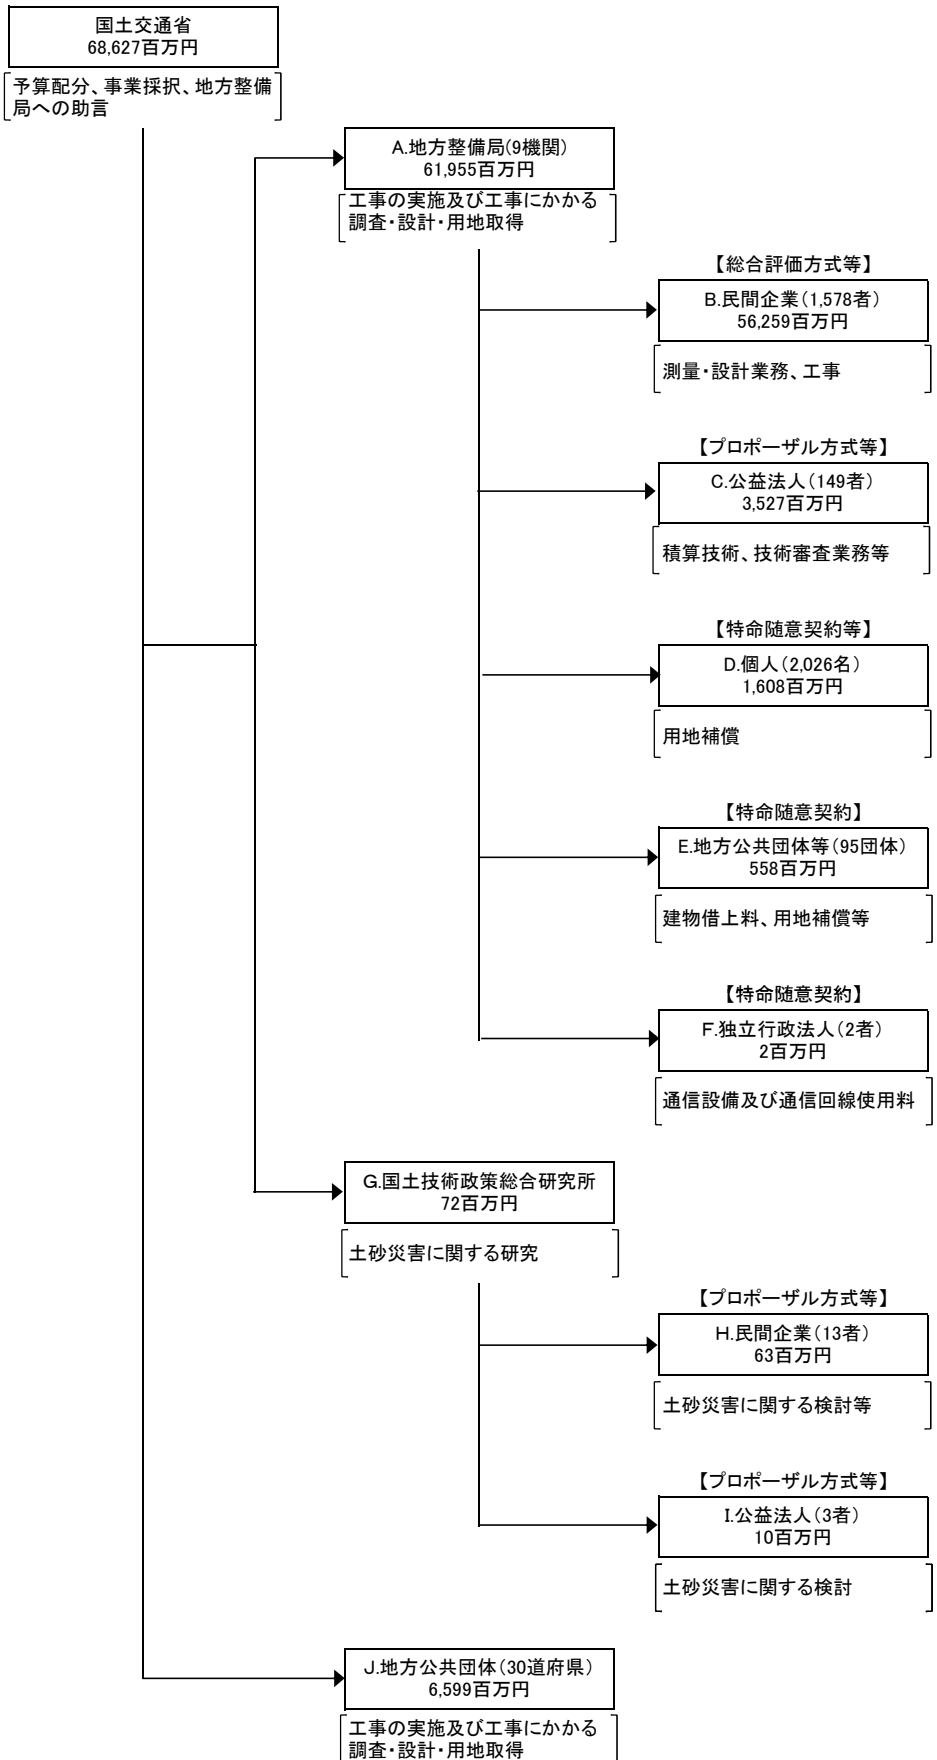 国土交通省
68,627百万円
予算配分、事業採択、地方整備
局への助言
A.地方整備局(9機関)
61,955百万円
工事の実施及び工事にかかる
調査・設計・用地取得
【総合評価方式等】
B.民間企業(1,578者)
56,259百万円
測量・設計業務、工事
【プロポーザル方式等】
C.公益法人(149者)
3,527百万円
積算技術、技術審査業務等
【特命随意契約等】
D.個人(2,026名)
1,608百万円
用地補償
【特命随意契約】
E.地方公共団体等(95団体)
558百万円
建物借上料、用地補償等
【特命随意契約】
F.独立行政法人(2者)
2百万円
通信設備及び通信回線使用料
G.国土技術政策総合研究所
72百万円
土砂災害に関する研究
【プロポーザル方式等】
H.民間企業(13者)
63百万円
土砂災害に関する検討等
【プロポーザル方式等】
I.公益法人(3者)
10百万円
土砂災害に関する検討
J.地方公共団体(30道府県)
6,599百万円
工事の実施及び工事にかかる
調査・設計・用地取得